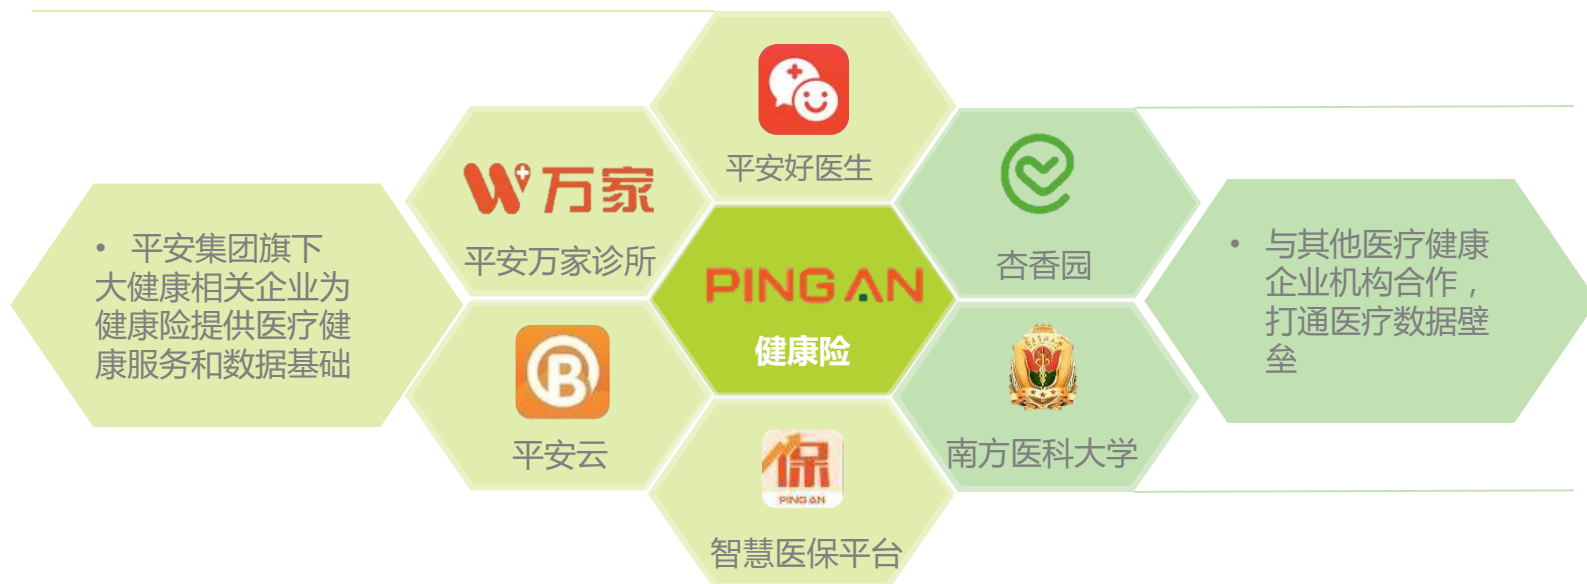 平安好医生
万家
平安万家诊所
杏香园
• 平安集团旗下
大健康相关企业为
健康险提供医疗健
康服务和数据基础
PING AN
健康险
• 与其他医疗健康
企业机构合作，
打通医疗数据壁
垒
B
平安云
南方医科大学
保
PING AN
智慧医保平台